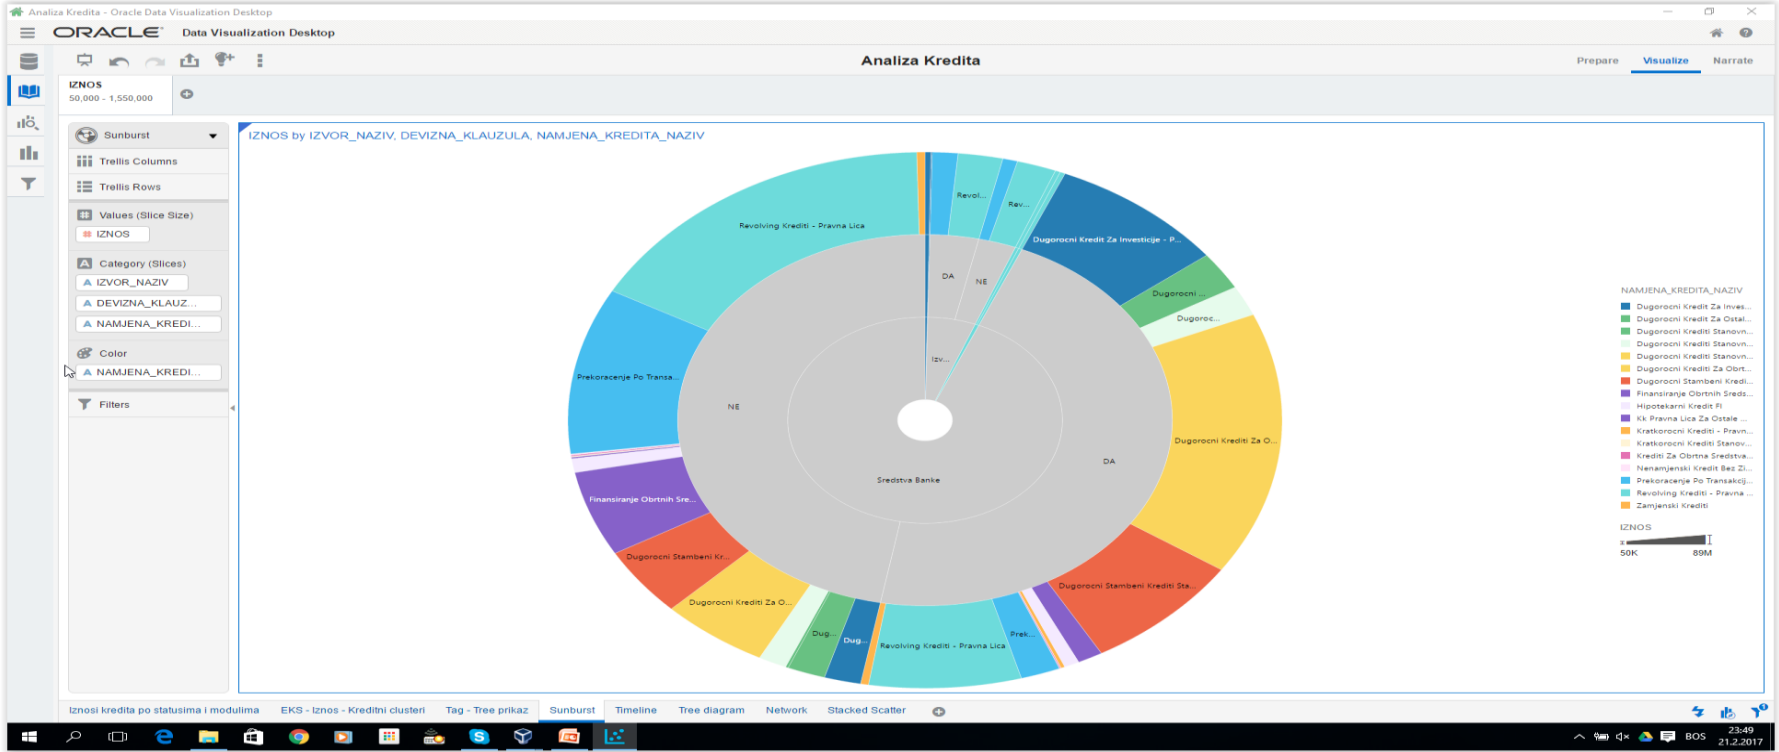 Analiza Kredita - Oracle Data Visualization Desktop
ORACLE Data Visualization Desktop
Analiza Kredita
Prepare Visualize Narrate
IZNOS
50,000 - 1,550,000
Sunburst
Trellis Columns
Trellis Rows
Values (Slice Size)
IZNOS
Category (Slices)
A IZVOR_NAZIV
A DEVIZNA_KLAUZ...
A NAMJENA_KREDI...
Color
A NAMJENA_KREDI...
Filters
IZNOS by IZVOR_NAZIV, DEVIZNA_KLAUZULA, NAMJENA_KREDITA_NAZIV
Revol...
Rev...
Revolving Krediti - Pravna Lica
Dugorocni Kredit Za Investicije - P...
DA
NE
Dugorocni ...
Dugoroc...
Izv...
Prekoracenje Po Transa...
NE
Dugorocni Krediti Za O...
DA
Sredstva Banke
Finansiranje Obrtnih Sre...
Dugorocni Stambeni Kr...
Dugorocni Stambeni Krediti Sta...
Dugorocni Krediti Za O...
Dug...
Dug...
Revolving Krediti - Pravna Lica
Prek...
NAMJENA_KREDITA_NAZIV
Dugorocni Kredit Za Inves...
Dugorocni Kredit Za Ostal...
Dugorocni Krediti Stanovn...
Dugorocni Krediti Stanovn...
Dugorocni Krediti Stanovn...
Dugorocni Krediti Za Obrt...
Dugorocni Stambeni Kredi...
Finansiranje Obrtnih Sreds...
Hipotekarni Kredit Fl
Kk Pravna Lica Za Ostale ...
Kratkorocni Krediti - Pravn...
Kratkorocni Krediti Stanov...
Krediti Za Obrtna Sredstva...
Nenamjenski Kredit Bez Zi...
Prekoracenje Po Transakcij...
Revolving Krediti - Pravna ...
Zamjenski Krediti
IZNOS
50K 89M
Iznosi kredita po statusima i modulima EKS - Iznos - Kreditni clusteri Tag - Tree prikaz Sunburst Timeline Tree diagram Network Stacked Scatter
BOS
23:49
21.2.2017